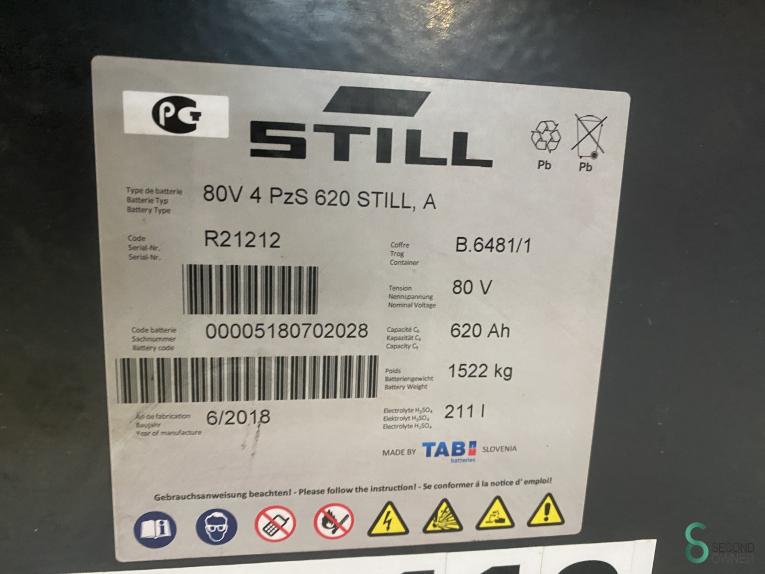 PG
STILL
Pb Pb
Type de batterie
Batterie Typ
Battery Type
80V 4 PzS 620 STILL, A
Code
Serial-Nr.
Serial-Nr.
R21212
Coffre
Trog
Container
B.6481/1
Tension
Nennspannung
Nominal Voltage
80 V
Code batterie
Sachnummer
Battery code
00005180702028
Capacité C₅
Kapazität C₅
Capacity C₅
620 Ah
Poids
Batteriengewicht
Battery Weight
1522 kg
An de fabrication
Baujahr
Year of manufacture
6/2018
Electrolyte H₂SO₄
Elektrolyt H₂SO₄
Electrolyte H₂SO₄
211 l
MADE BY TAB batteries SLOVENIA
Gebrauchsanweisung beachten! - Please follow the instruction! - Se conformer à la notice d' emploi!
SECOND
OWNER